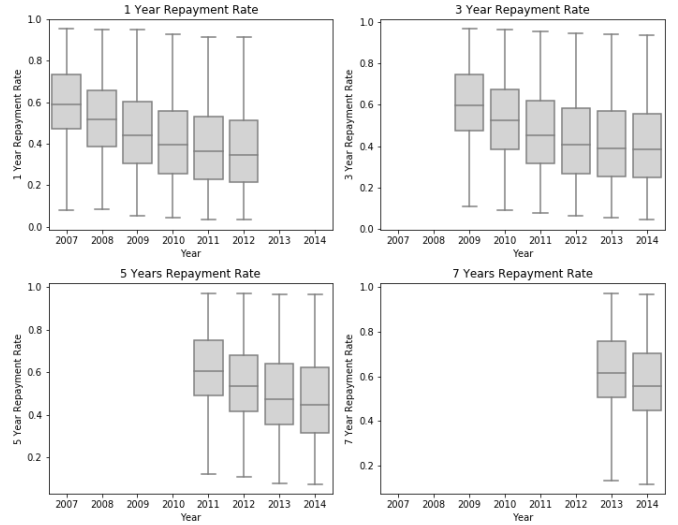 1 Year Repayment Rate
1.0
0.8
0.6
0.4
0.2
0.0
1 Year Repayment Rate
2007 2008 2009 2010 2011 2012 2013 2014
Year
3 Year Repayment Rate
1.0
0.8
0.6
0.4
0.2
0.0
3 Year Repayment Rate
2007 2008 2009 2010 2011 2012 2013 2014
Year
5 Years Repayment Rate
1.0
0.8
0.6
0.4
0.2
5 Year Repayment Rate
2007 2008 2009 2010 2011 2012 2013 2014
Year
7 Years Repayment Rate
1.0
0.8
0.6
0.4
0.2
7 Year Repayment Rate
2007 2008 2009 2010 2011 2012 2013 2014
Year